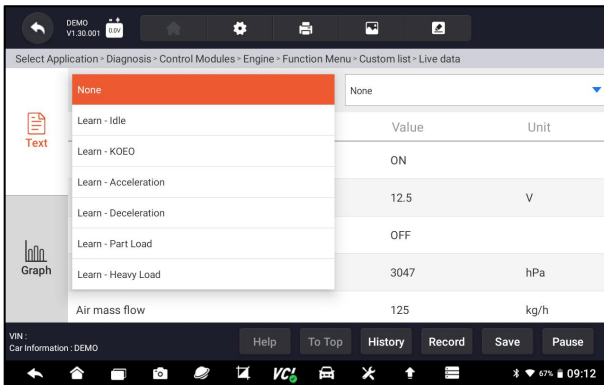 DEMO
V1.30.001
0.0V
Select Application > Diagnosis > Control Modules > Engine > Function Menu > Custom list > Live data
None
None
Learn - Idle
Value
Unit
Text
Learn - KOEO
ON
Learn - Acceleration
12.5
V
Learn - Deceleration
OFF
Learn - Part Load
Graph
Learn - Heavy Load
3047
hPa
Air mass flow
125
kg/h
VIN :
Car Information : DEMO
Help
To Top
History
Record
Save
Pause
VCI
67%
09:12